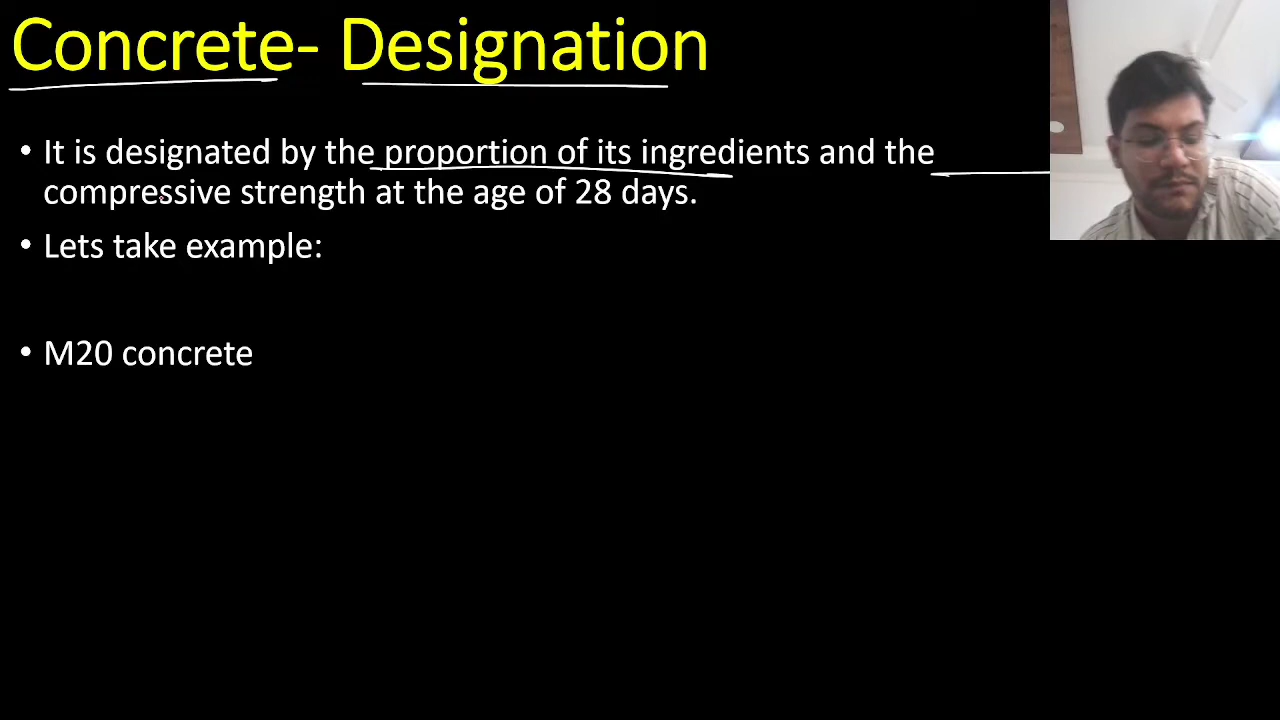 Concrete- Designation
• It is designated by the proportion of its ingredients and the
compressive strength at the age of 28 days.
• Lets take example:
• M20 concrete